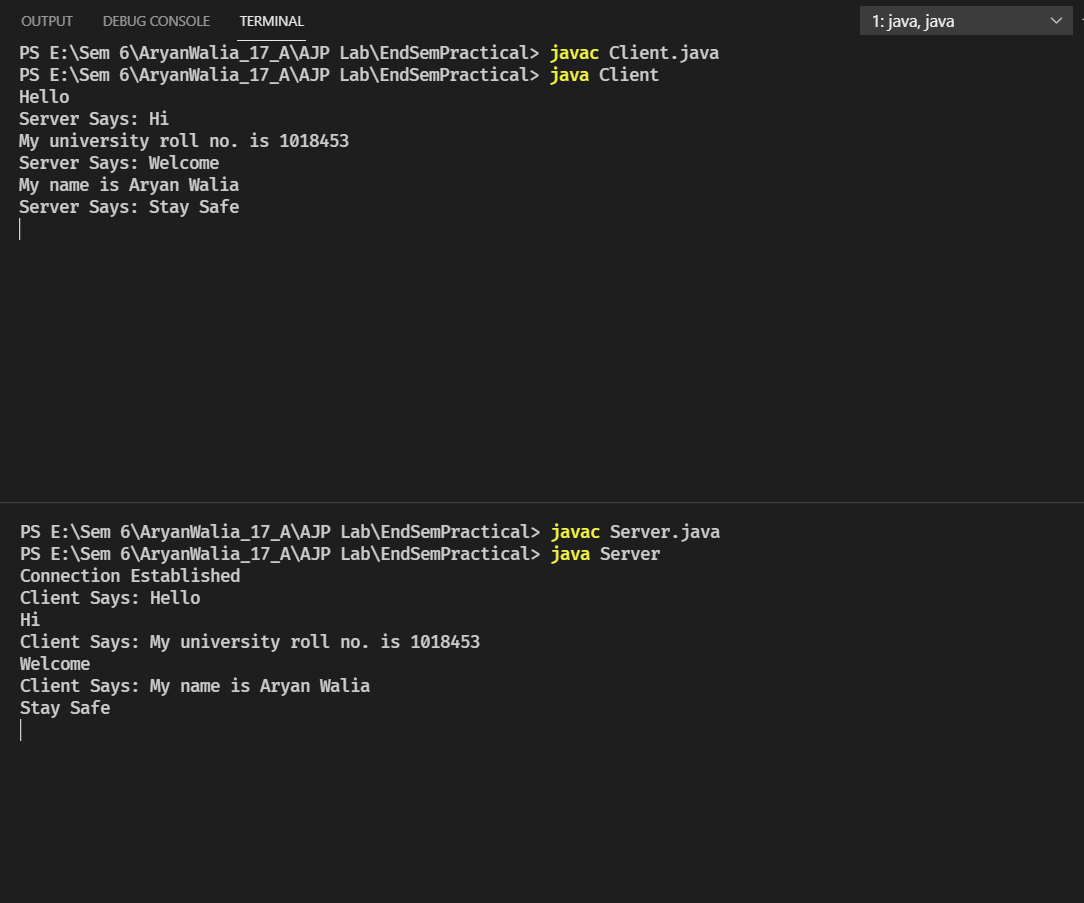 OUTPUT DEBUG CONSOLE TERMINAL 1: java, java
PS E:\Sem 6\AryanWalia_17_A\AJP Lab\EndSemPractical> javac Client.java
PS E:\Sem 6\AryanWalia_17_A\AJP Lab\EndSemPractical> java Client
Hello
Server Says: Hi
My university roll no. is 1018453
Server Says: Welcome
My name is Aryan Walia
Server Says: Stay Safe
PS E:\Sem 6\AryanWalia_17_A\AJP Lab\EndSemPractical> javac Server.java
PS E:\Sem 6\AryanWalia_17_A\AJP Lab\EndSemPractical> java Server
Connection Established
Client Says: Hello
Hi
Client Says: My university roll no. is 1018453
Welcome
Client Says: My name is Aryan Walia
Stay Safe